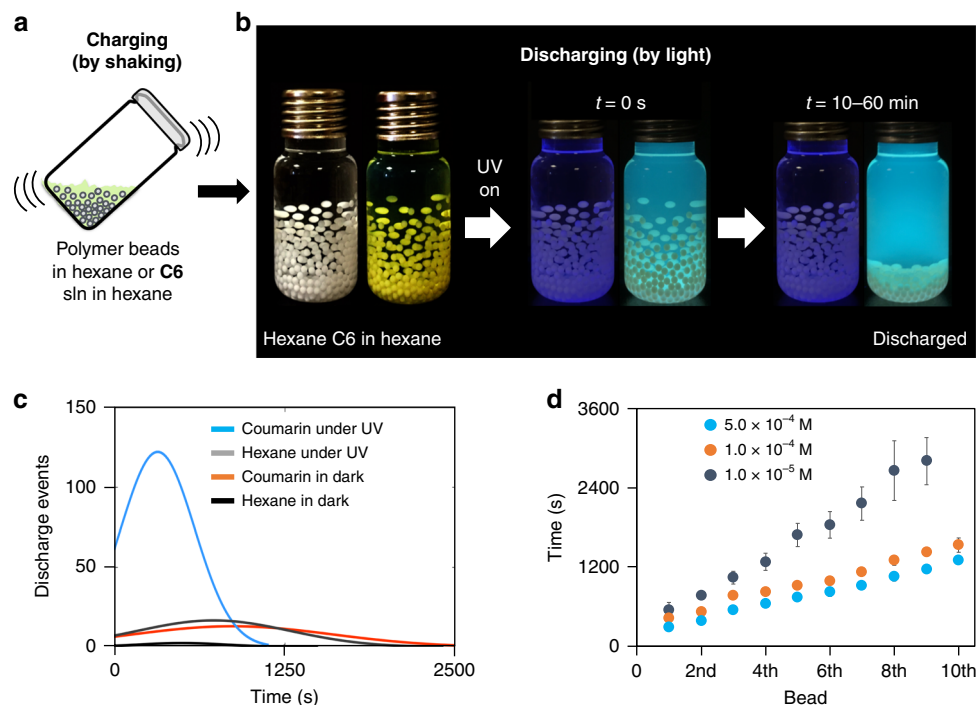 a
Charging
(by shaking)
Polymer beads
in hexane or C6
sln in hexane
b
Discharging (by light)
t = 0 s
t = 10–60 min
UV
on
Hexane C6 in hexane
Discharged
c
150
100
50
0
Discharge events
Coumarin under UV
Hexane under UV
Coumarin in dark
Hexane in dark
0
1250
2500
Time (s)
d
3600
2400
1200
0
Time (s)
5.0 × 10⁻⁴ M
1.0 × 10⁻⁴ M
1.0 × 10⁻⁵ M
0
2nd
4th
6th
8th
10th
Bead